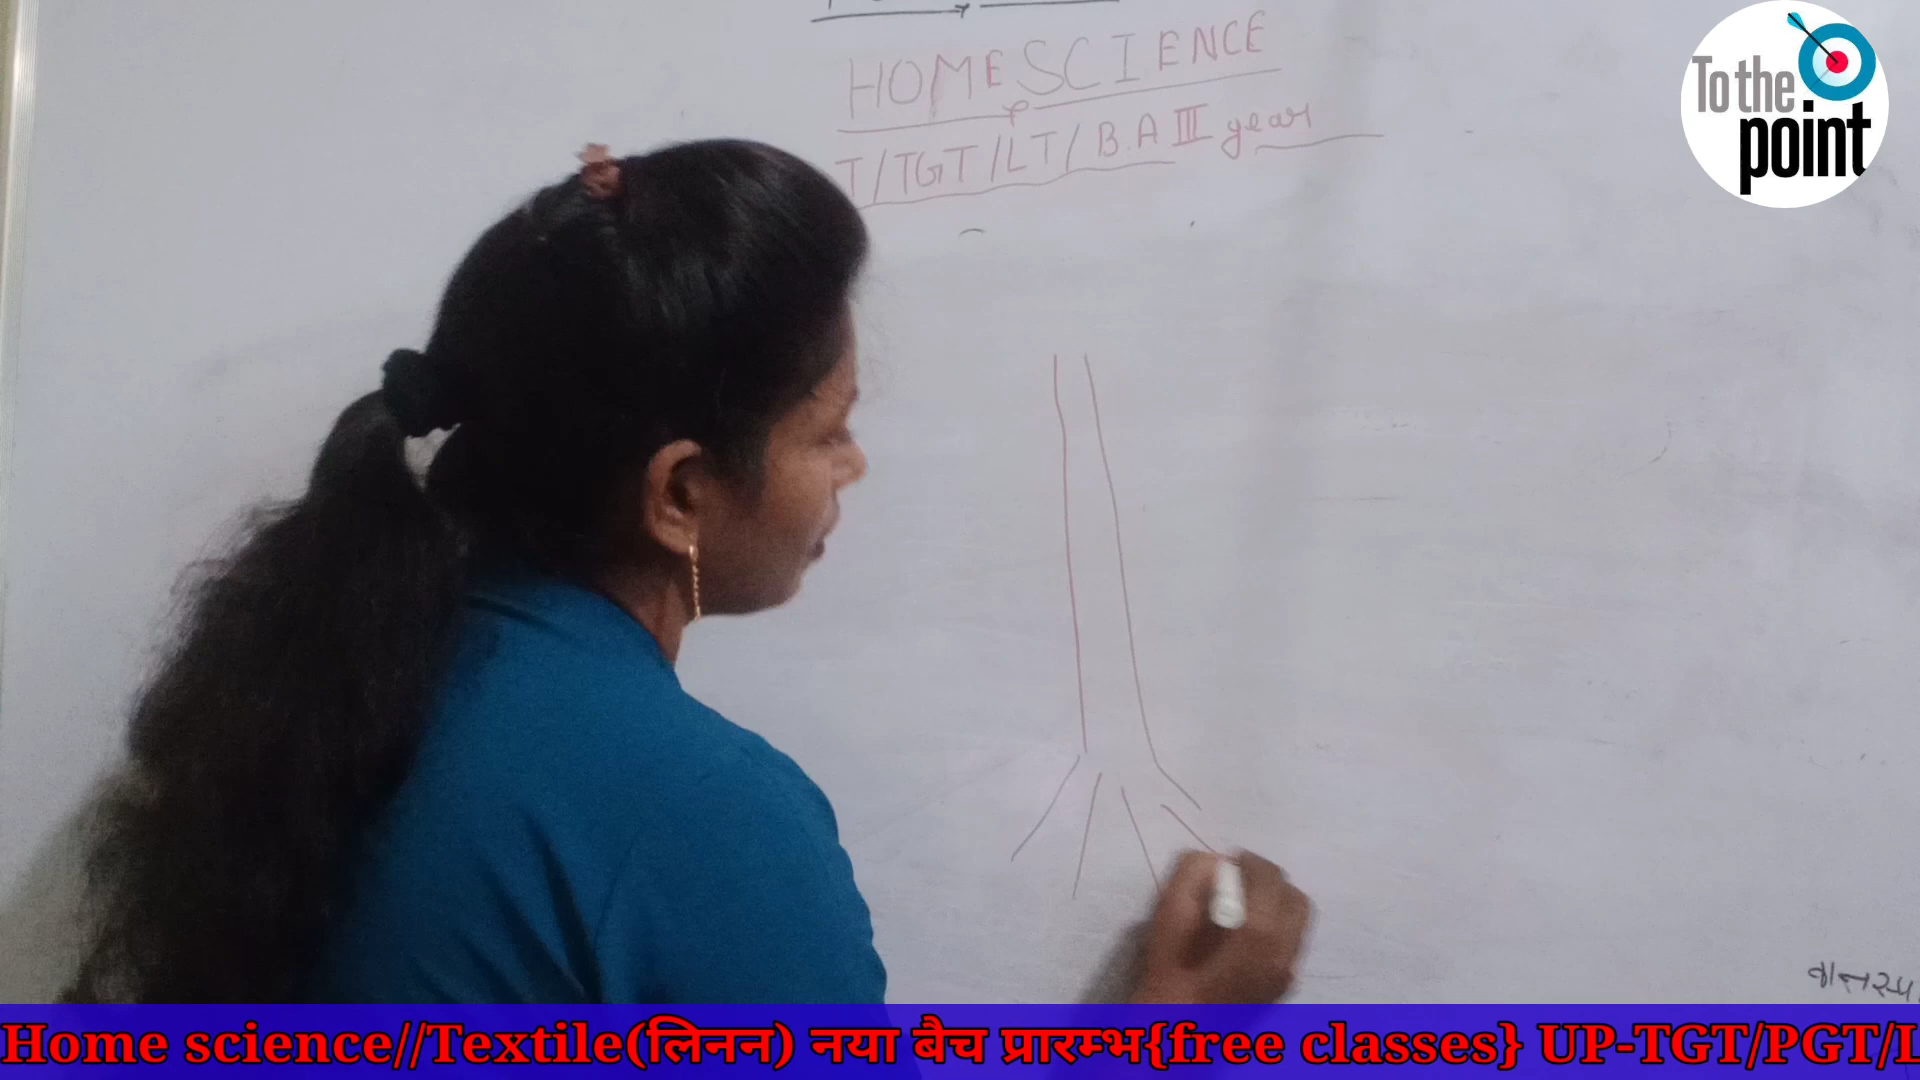 HOME SCIENCE
T/TGT/LT/B.A III year
To the
point
Home science//Textile(लिनन) नया बैच प्रारम्भ{free classes} UP-TGT/PGT/L